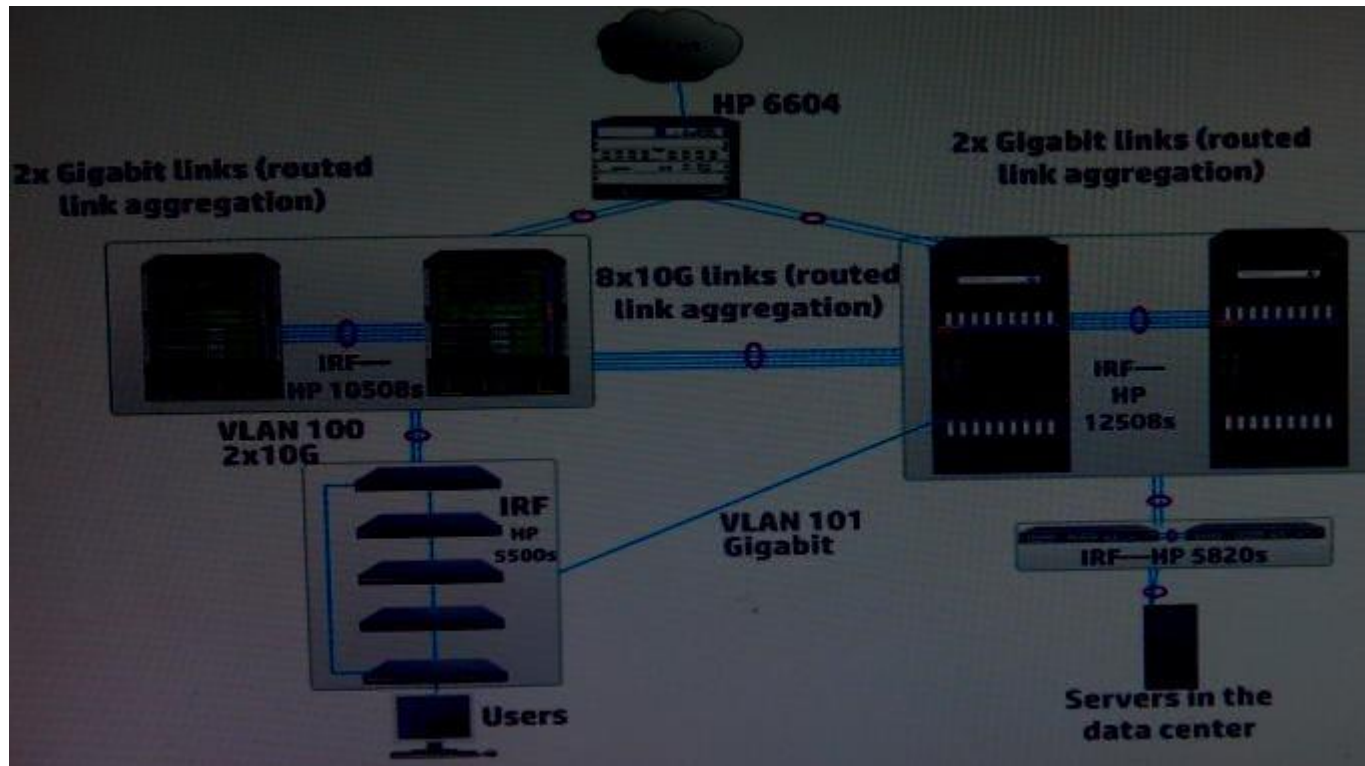 HP 6604
2x Gigabit links (routed
link aggregation)
2x Gigabit links (routed
link aggregation)
8x10G links (routed
link aggregation)
IRF—
HP 10508s
IRF—
HP
12508s
VLAN 100
2x10G
IRF
HP
5500s
VLAN 101
Gigabit
IRF—HP 5820s
Users
Servers in the
data center